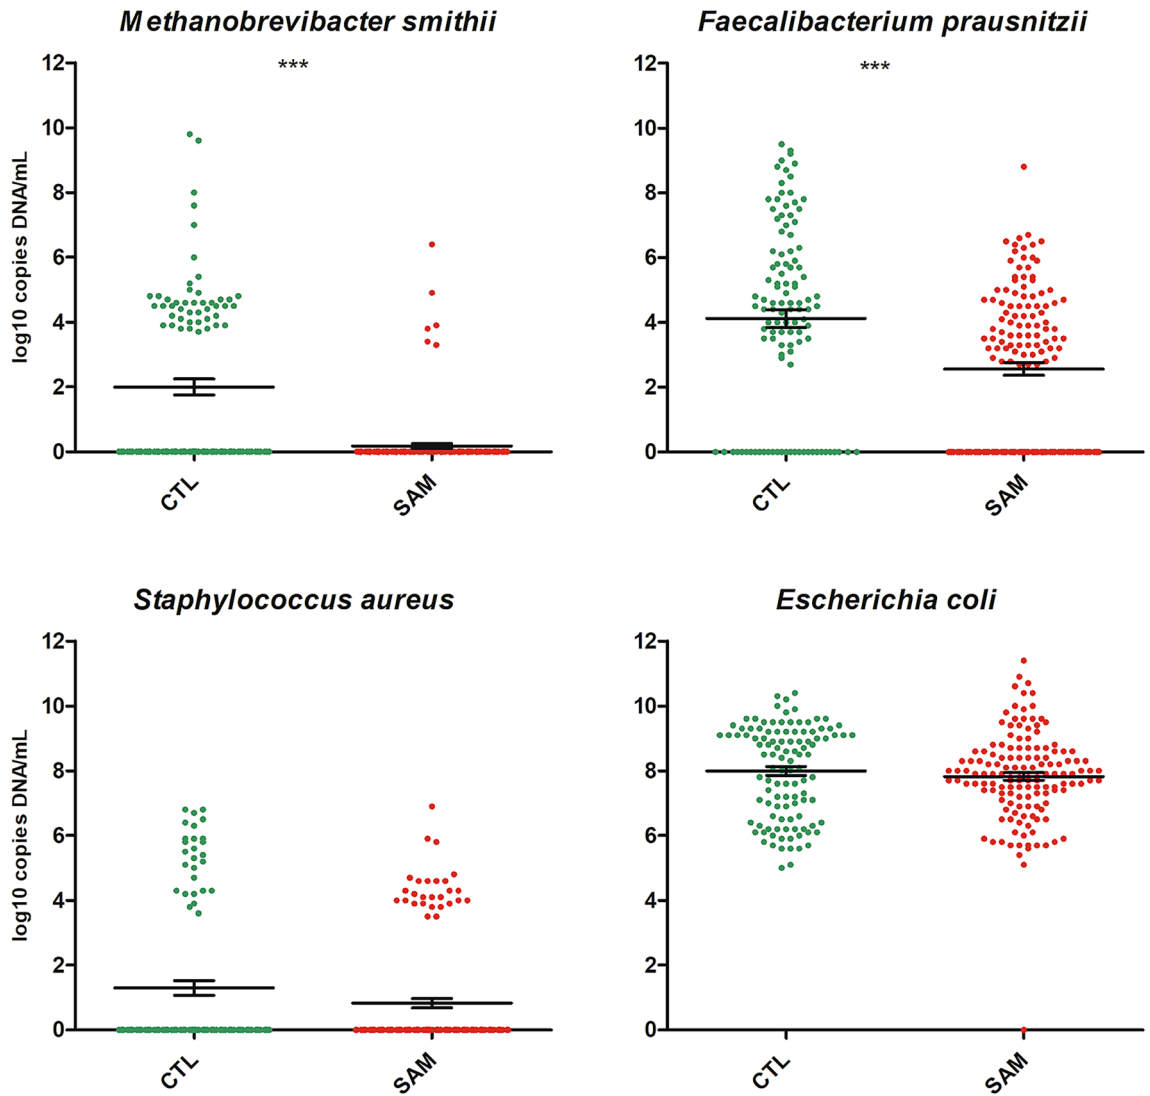 Methanobrevibacter smithii
***
12
10
8
6
4
2
0
log10 copies DNA/mL
CTL
SAM
Faecalibacterium prausnitzii
***
12
10
8
6
4
2
0
CTL
SAM
Staphylococcus aureus
12
10
8
6
4
2
0
log10 copies DNA/mL
CTL
SAM
Escherichia coli
12
10
8
6
4
2
0
CTL
SAM